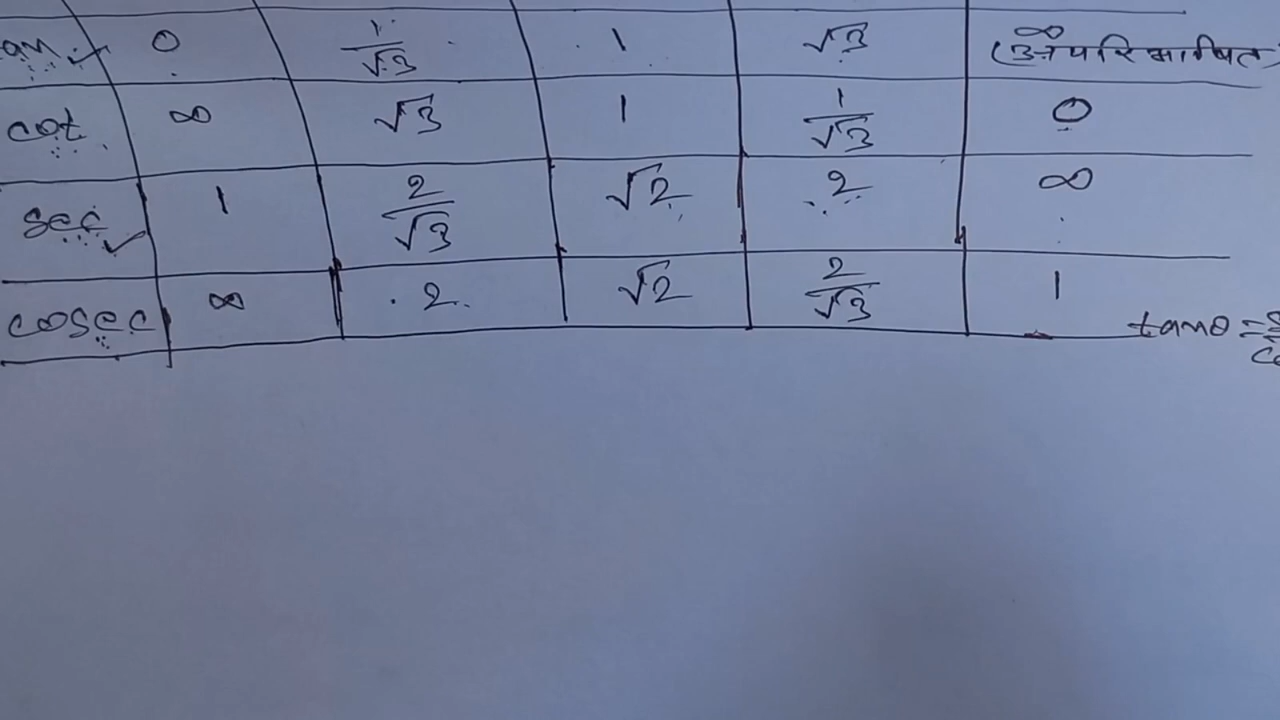 0 1/√3 1 √3 ∞
(अपरिभाषित)
cot ∞ √3 1 1/√3 0
sec 1 2/√3 √2 2 ∞
cosec ∞ 2 √2 2/√3 1
tanθ =